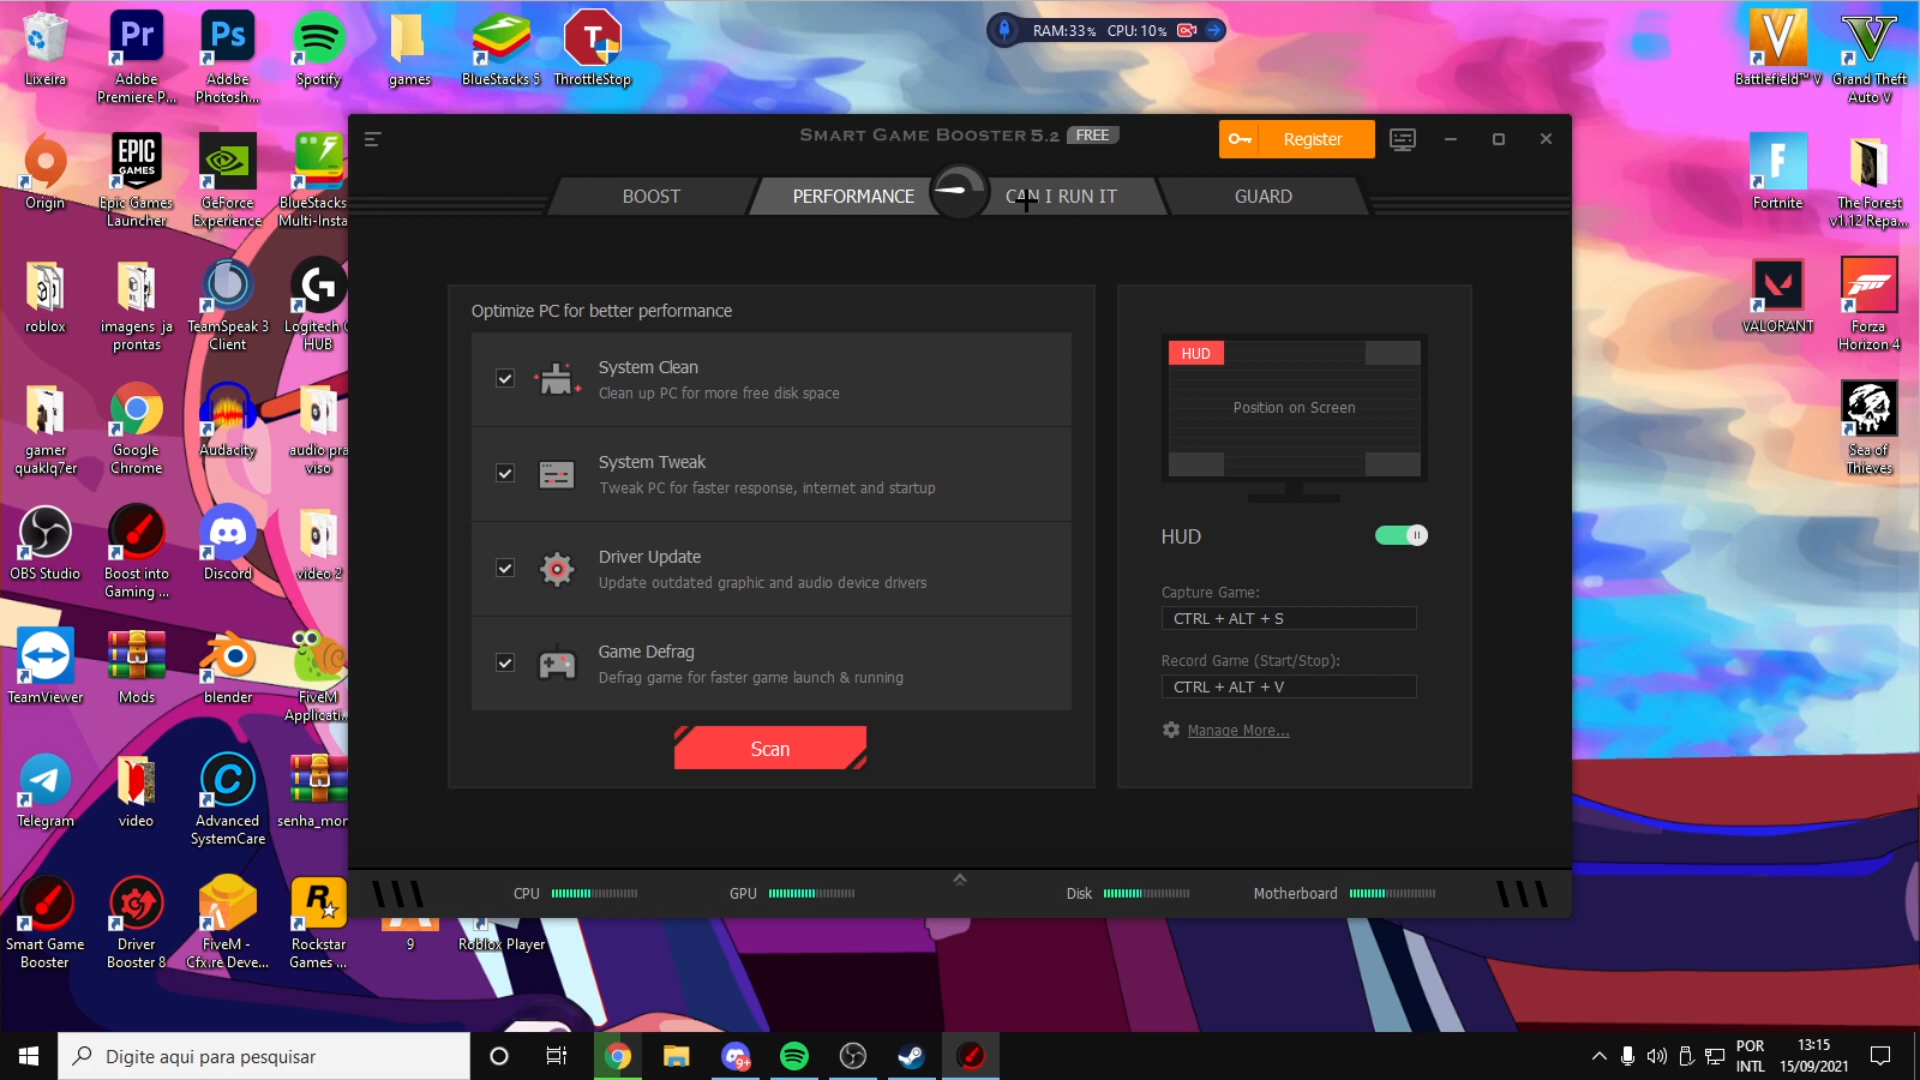 Lixeira
Adobe
Premiere P...
Adobe
Photosh...
Spotify
games
BlueStacks 5
ThrottleStop
RAM:33% CPU: 10%
Battlefield™ V
Grand Theft
Auto V
SMART GAME BOOSTER 5.2 FREE
Register
BOOST
PERFORMANCE
CAN I RUN IT
GUARD
Origin
EPIC
GAMES
Epic Games
Launcher
GeForce
Experience
BlueStacks
Multi-Insta
Fortnite
The Forest
v1.12 Repa...
roblox
imagens ja
prontas
TeamSpeak 3
Client
Logitech G
HUB
VALORANT
Forza
Horizon 4
gamer
quaklq7er
Google
Chrome
Audacity
audio pra
viso
Sea of
Thieves
OBS Studio
Boost into
Gaming ...
Discord
video 2
TeamViewer
Mods
blender
FiveM
Applicati...
Telegram
video
Advanced
SystemCare
senha_mon
Smart Game
Booster
Driver
Booster 8
FiveM -
Cfx.re Deve...
Rockstar
Games ...
9
Roblox Player
Optimize PC for better performance
System Clean
Clean up PC for more free disk space
System Tweak
Tweak PC for faster response, internet and startup
Driver Update
Update outdated graphic and audio device drivers
Game Defrag
Defrag game for faster game launch & running
Scan
HUD
Position on Screen
HUD
Capture Game:
CTRL + ALT + S
Record Game (Start/Stop):
CTRL + ALT + V
Manage More...
CPU
GPU
Disk
Motherboard
Digite aqui para pesquisar
9+
POR
INTL
13:15
15/09/2021